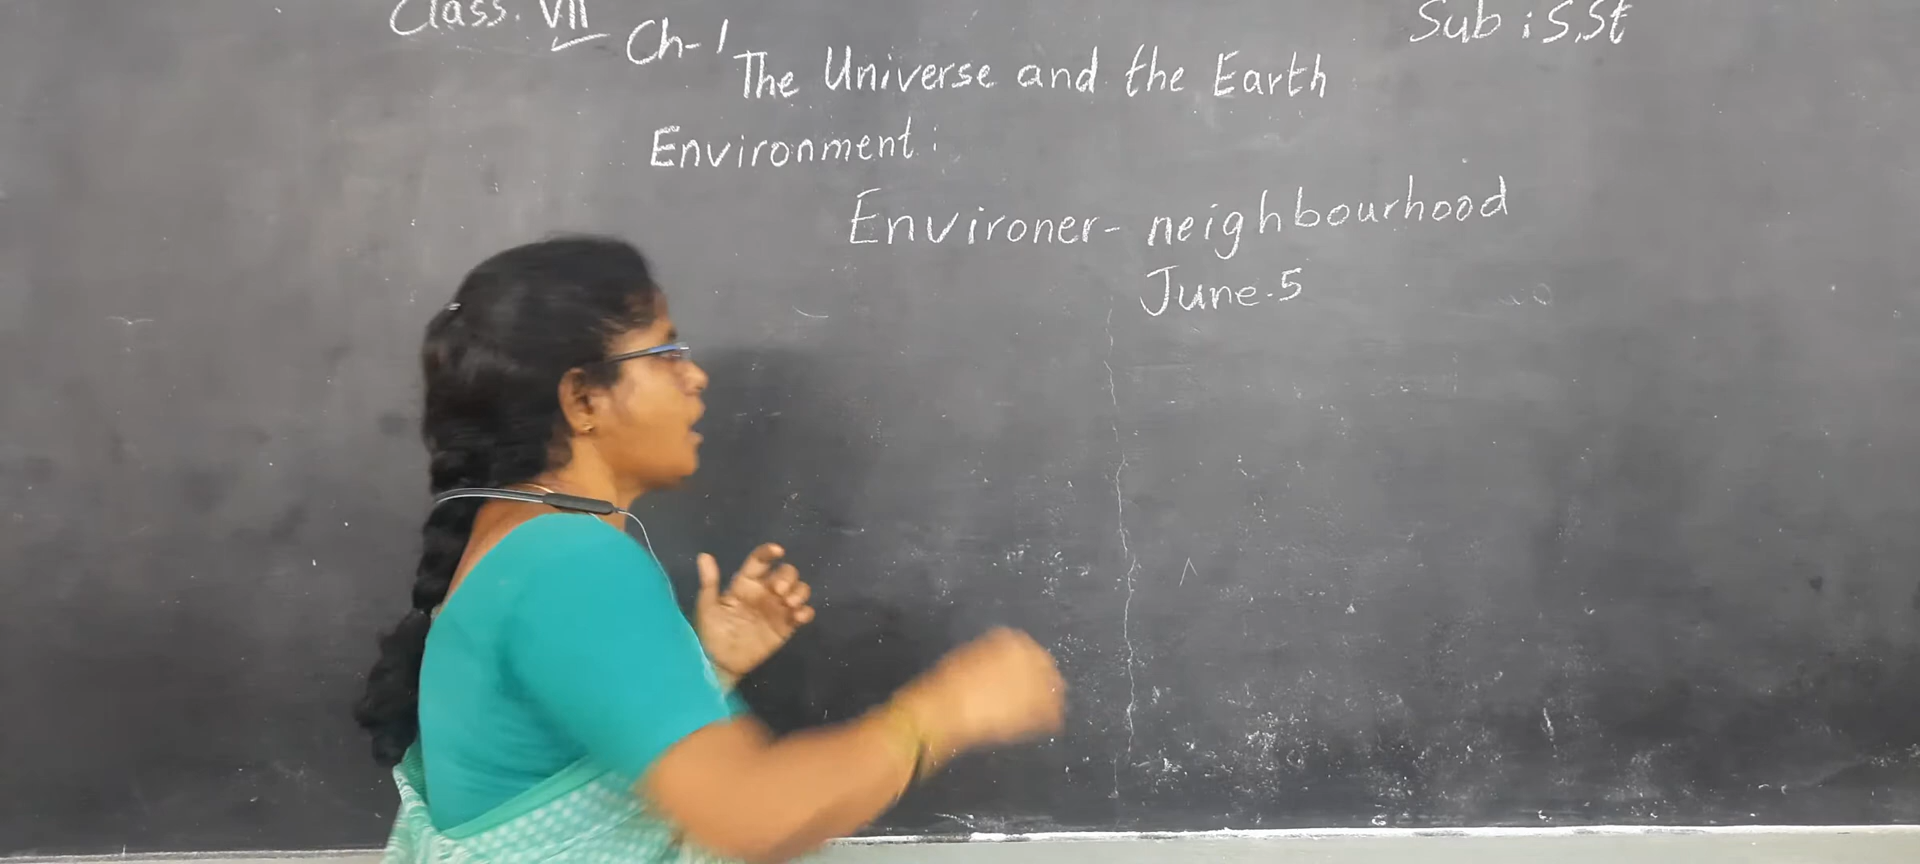 Class. VII
Sub : S.St
Ch-1
The Universe and the Earth
Environment :
Environer- neighbourhood
June.5